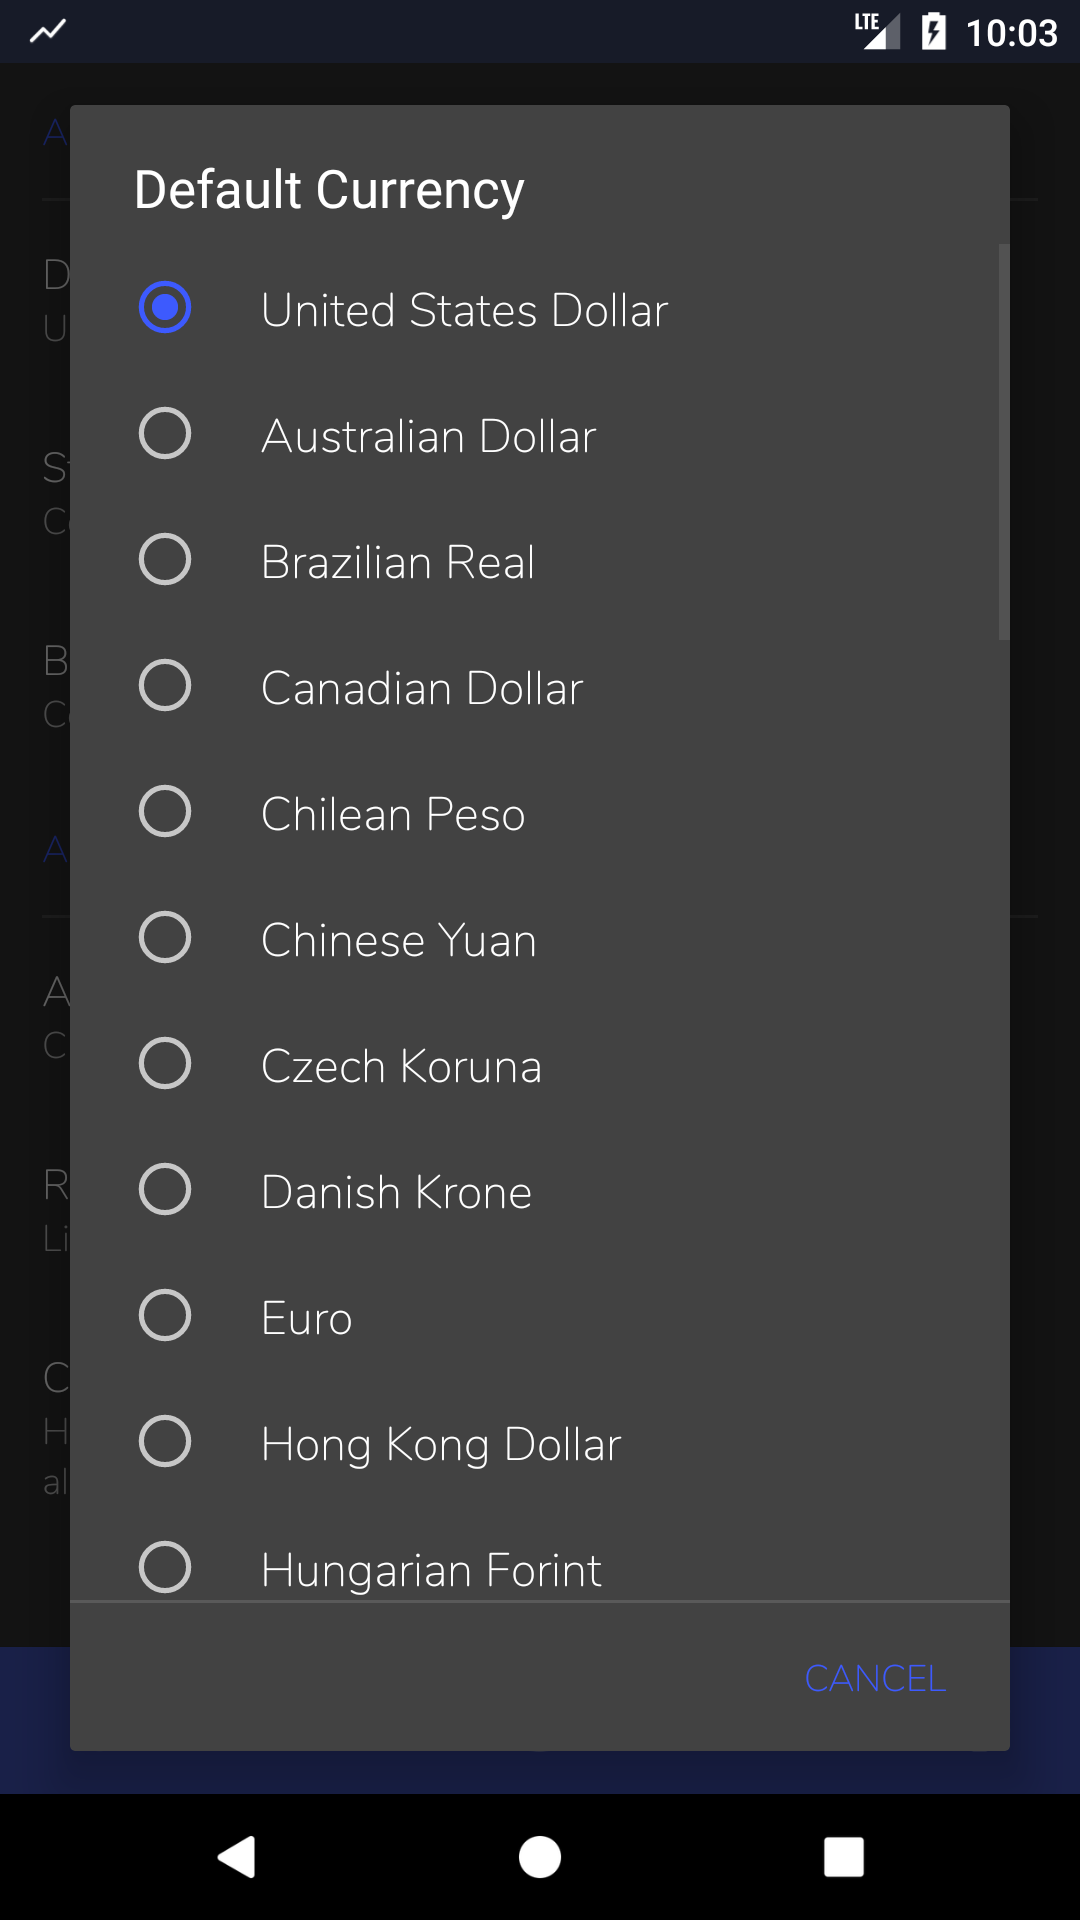 LTE 10:03
Default Currency
United States Dollar
Australian Dollar
Brazilian Real
Canadian Dollar
Chilean Peso
Chinese Yuan
Czech Koruna
Danish Krone
Euro
Hong Kong Dollar
Hungarian Forint
CANCEL